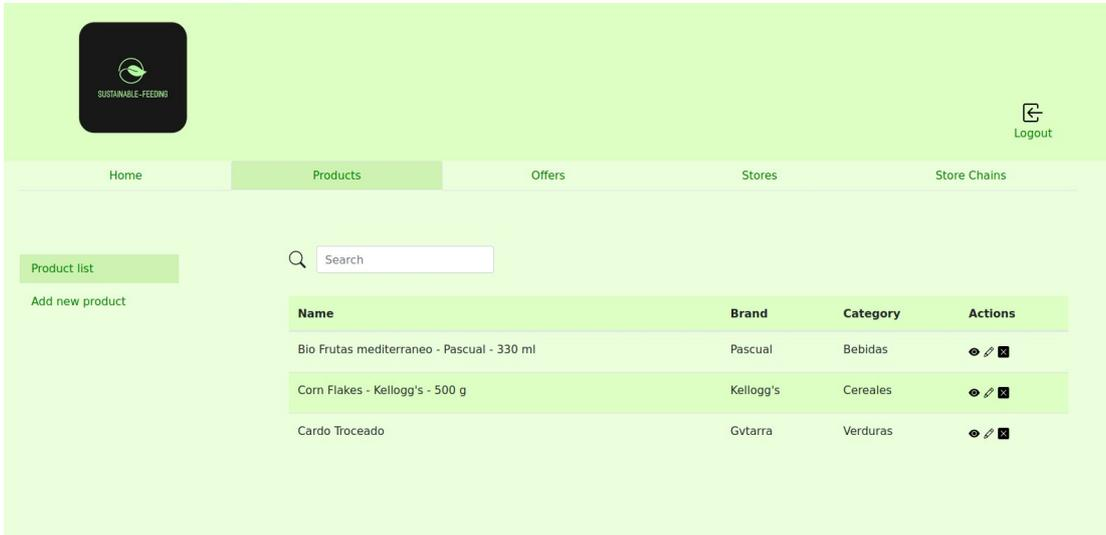 SUSTAINABLE-FEEDING
Logout
Home Products Offers Stores Store Chains
Product list
Add new product
Search
Name Brand Category Actions
Bio Frutas mediterraneo - Pascual - 330 ml Pascual Bebidas
Corn Flakes - Kellogg's - 500 g Kellogg's Cereales
Cardo Troceado Gvtarra Verduras